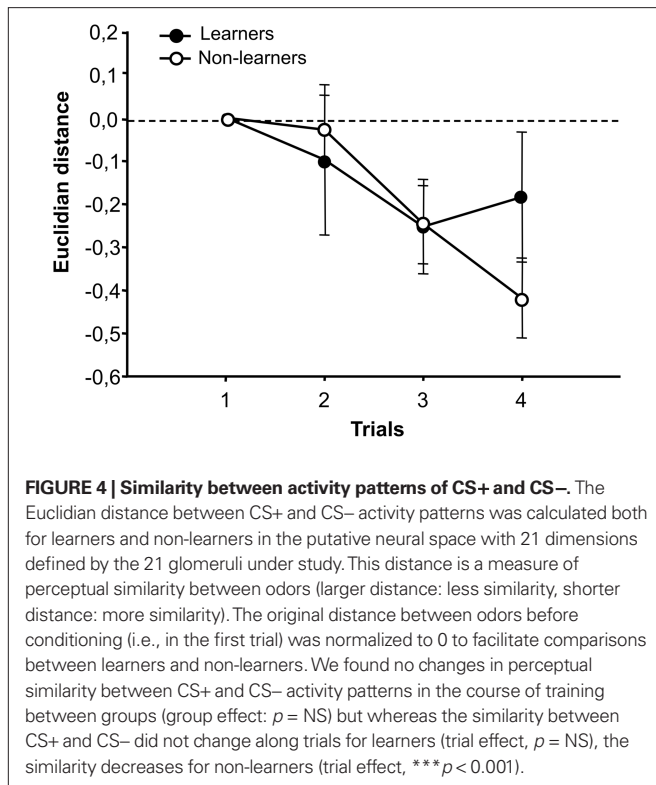 0,2
Learners
Non-learners
0,1
0,0
-0,1
-0,2
-0,3
-0,4
-0,5
-0,6
Euclidian distance
1 2 3 4
Trials
FIGURE 4 | Similarity between activity patterns of CS+ and CS−. The
Euclidian distance between CS+ and CS− activity patterns was calculated both
for learners and non-learners in the putative neural space with 21 dimensions
defined by the 21 glomeruli under study. This distance is a measure of
perceptual similarity between odors (larger distance: less similarity, shorter
distance: more similarity). The original distance between odors before
conditioning (i.e., in the first trial) was normalized to 0 to facilitate comparisons
between learners and non-learners. We found no changes in perceptual
similarity between CS+ and CS− activity patterns in the course of training
between groups (group effect: p = NS) but whereas the similarity between
CS+ and CS− did not change along trials for learners (trial effect, p = NS), the
similarity decreases for non-learners (trial effect, ***p < 0.001).